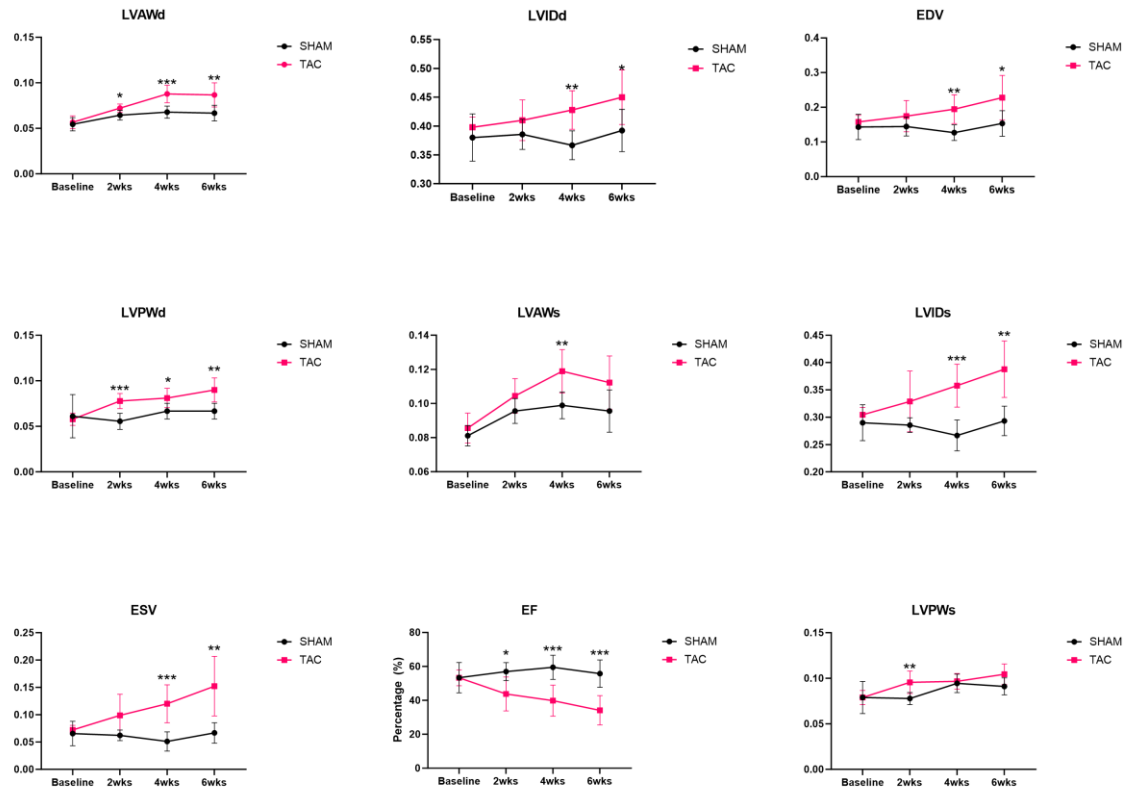 LVAWd
0.15
0.10
0.05
0.00
Baseline 2wks 4wks 6wks
* *** **
SHAM
TAC
LVIDd
0.55
0.50
0.45
0.40
0.35
0.30
Baseline 2wks 4wks 6wks
** *
SHAM
TAC
EDV
0.4
0.3
0.2
0.1
0.0
Baseline 2wks 4wks 6wks
** *
SHAM
TAC
LVPWd
0.15
0.10
0.05
0.00
Baseline 2wks 4wks 6wks
*** * **
SHAM
TAC
LVAWs
0.14
0.12
0.10
0.08
0.06
Baseline 2wks 4wks 6wks
**
SHAM
TAC
LVIDs
0.45
0.40
0.35
0.30
0.25
0.20
Baseline 2wks 4wks 6wks
*** **
SHAM
TAC
ESV
0.25
0.20
0.15
0.10
0.05
0.00
Baseline 2wks 4wks 6wks
*** **
SHAM
TAC
EF
Percentage (%)
80
60
40
20
0
Baseline 2wks 4wks 6wks
* *** ***
SHAM
TAC
LVPWs
0.15
0.10
0.05
0.00
Baseline 2wks 4wks 6wks
**
SHAM
TAC